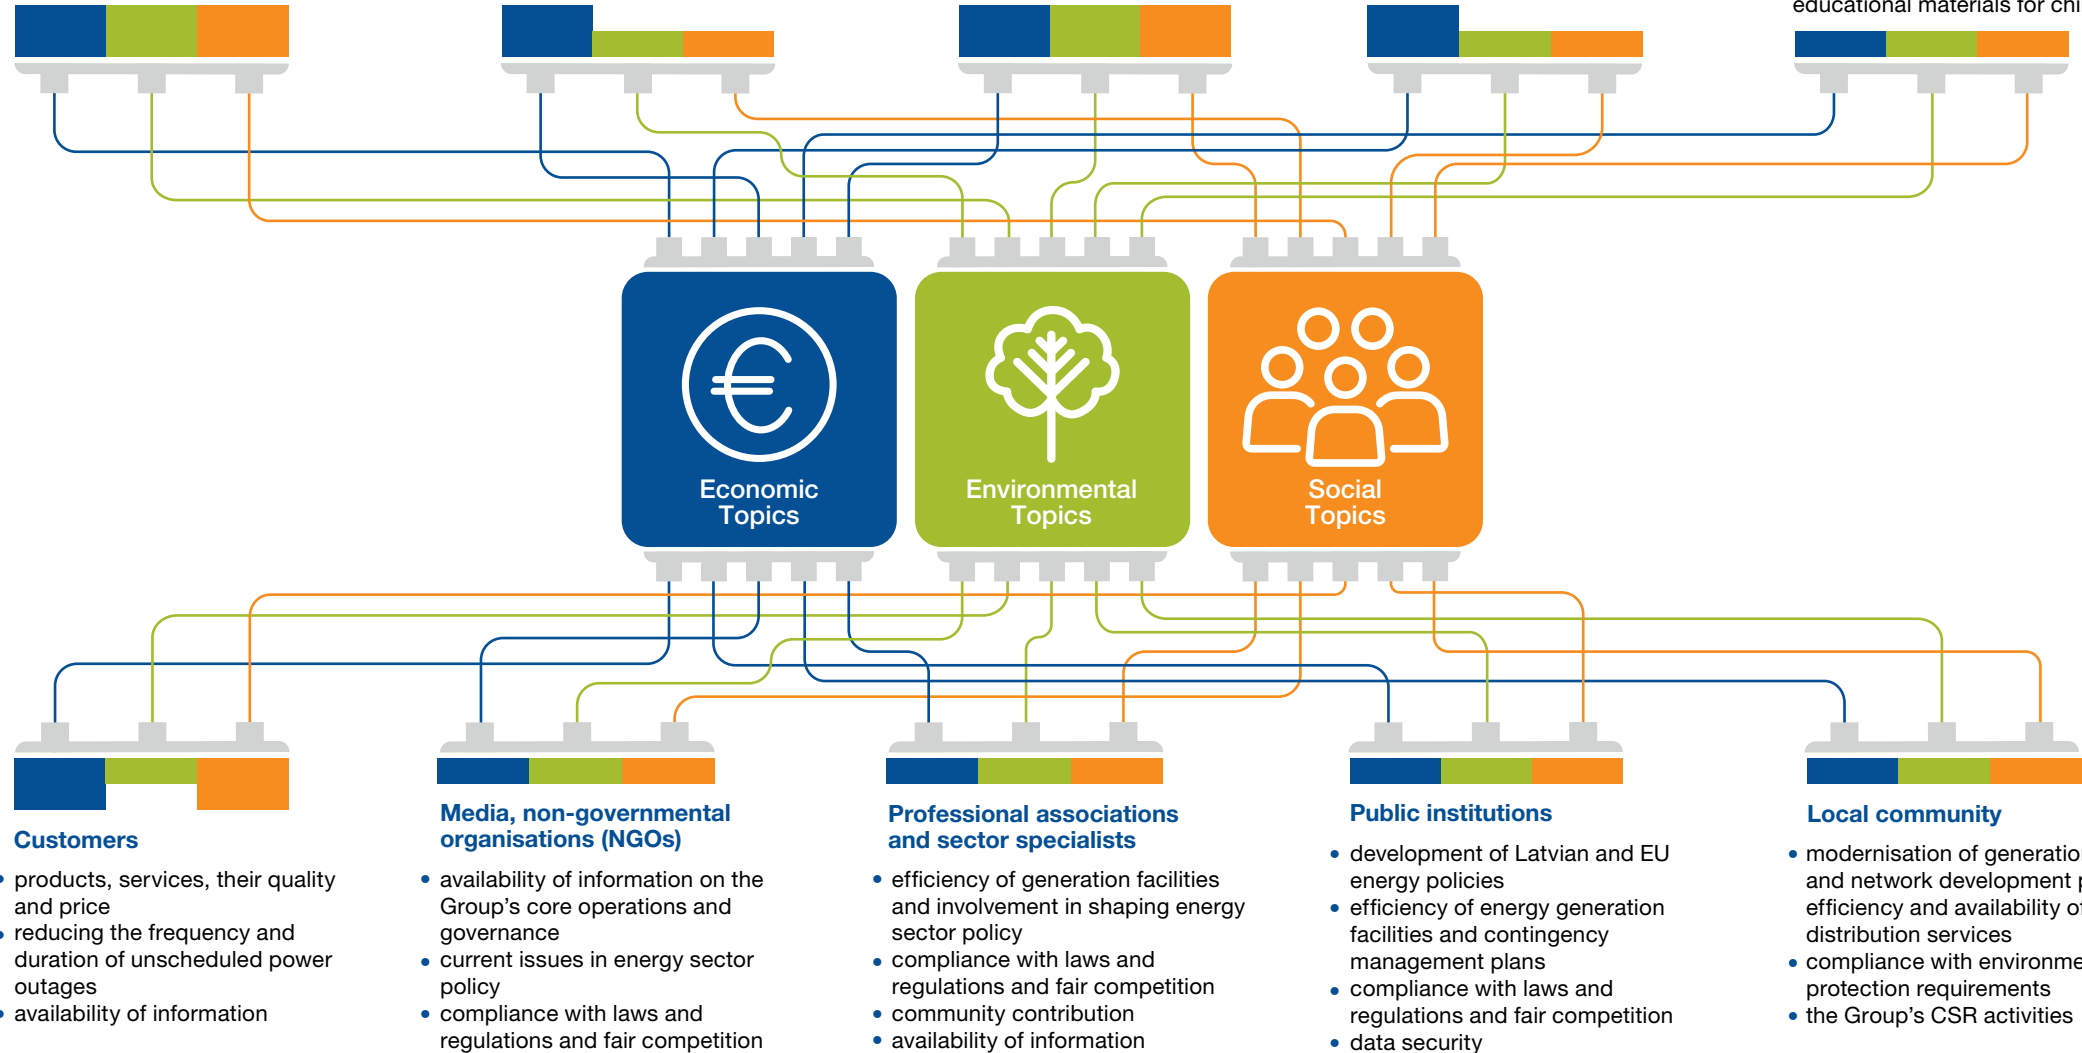 educational materials for
Economic
Topics
Environmental
Topics
Social
Topics
Customers
• products, services, their quality
and price
• reducing the frequency and
duration of unscheduled power
outages
• availability of information
Media, non-governmental
organisations (NGOs)
• availability of information on the
Group's core operations and
governance
• current issues in energy sector
policy
• compliance with laws and
regulations and fair competition
Professional associations
and sector specialists
• efficiency of generation facilities
and involvement in shaping energy
sector policy
• compliance with laws and
regulations and fair competition
• community contribution
• availability of information
Public institutions
• development of Latvian and EU
energy policies
• efficiency of energy generation
facilities and contingency
management plans
• compliance with laws and
regulations and fair competition
• data security
Local community
• modernisation of
and network development
efficiency and availability of
distribution services
• compliance with
protection requirements
• the Group's CSR activities